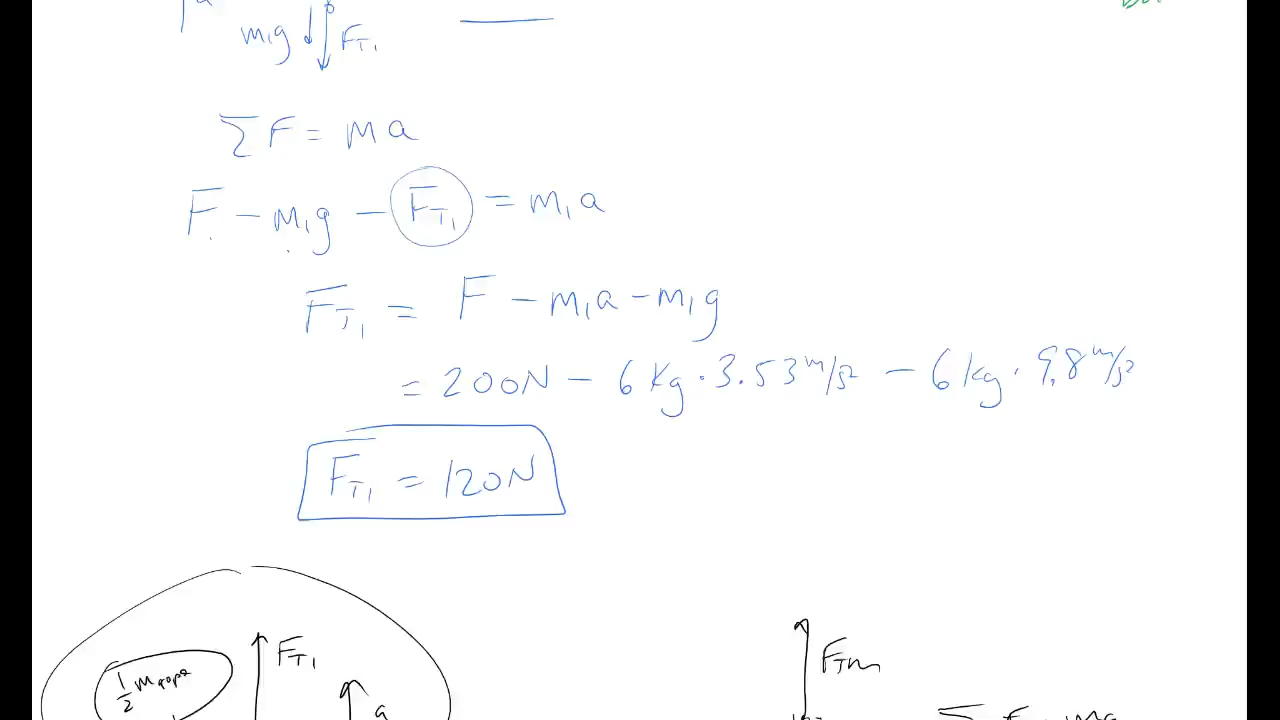 a
m₁g F_T₁
ΣF = ma
F - m₁g - F_T₁ = m₁a
F_T₁ = F - m₁a - m₁g
= 200N - 6 kg · 3.53 m/s² - 6 kg · 9.8 m/s²
F_T₁ = 120N
F_T₁
½ m_rope
a
F_Tm
Σ F = ma